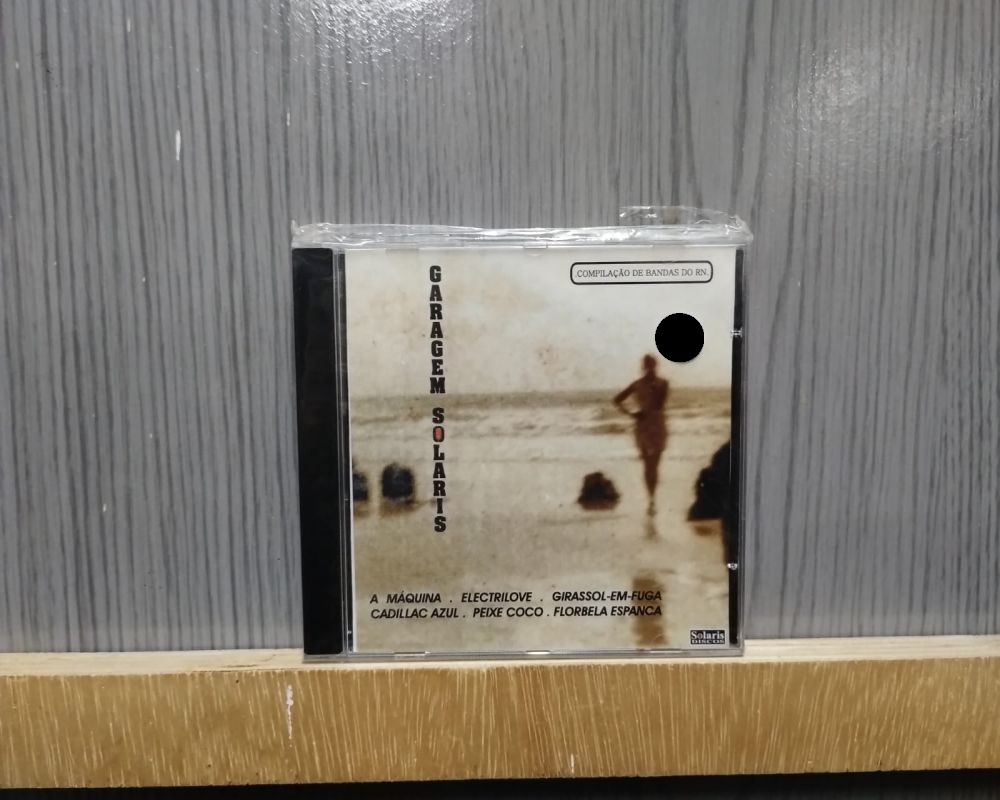 .COMPILAÇÃO DE BANDAS DO RN.
GARAGEM SOLARIS
A MÁQUINA . ELECTRILOVE . GIRASSOL-EM-FUGA
CADILLAC AZUL . PEIXE COCO . FLORBELA ESPANCA
Solaris
DISCOS